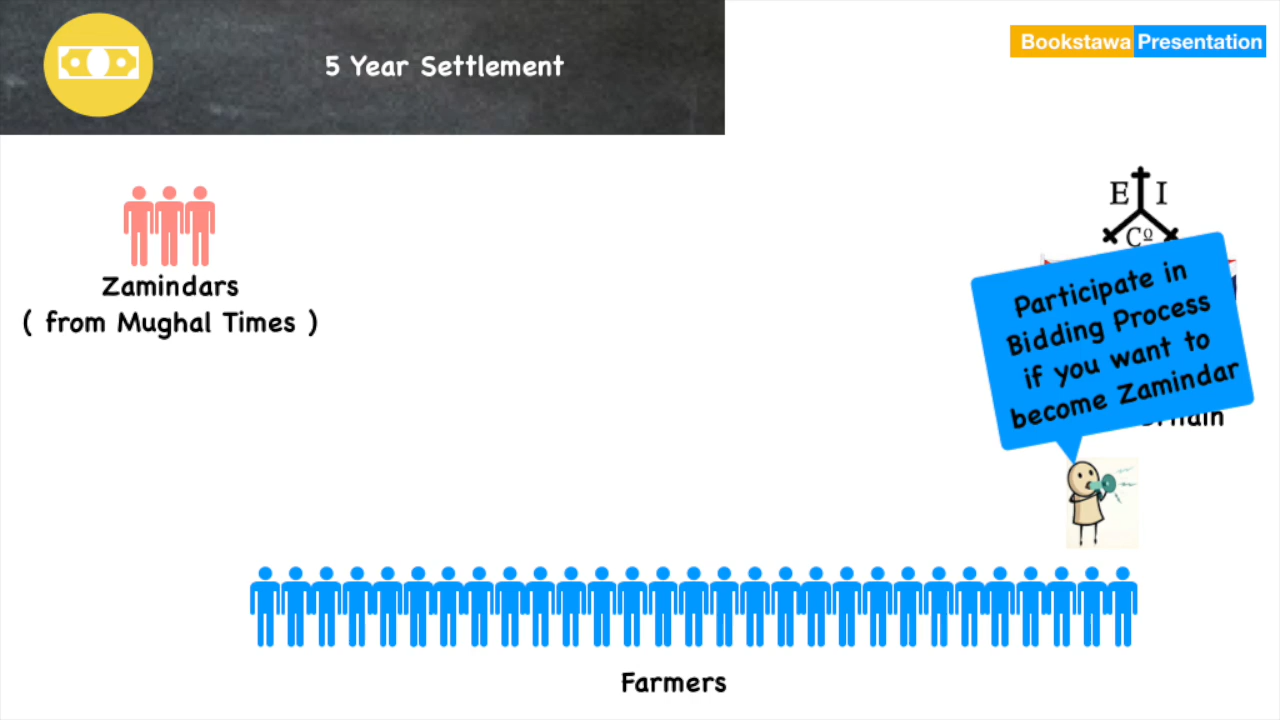 5 Year Settlement
Bookstawa Presentation
E I
Co
Zamindars
( from Mughal Times )
Participate in
Bidding Process
if you want to
become Zamindar
Farmers